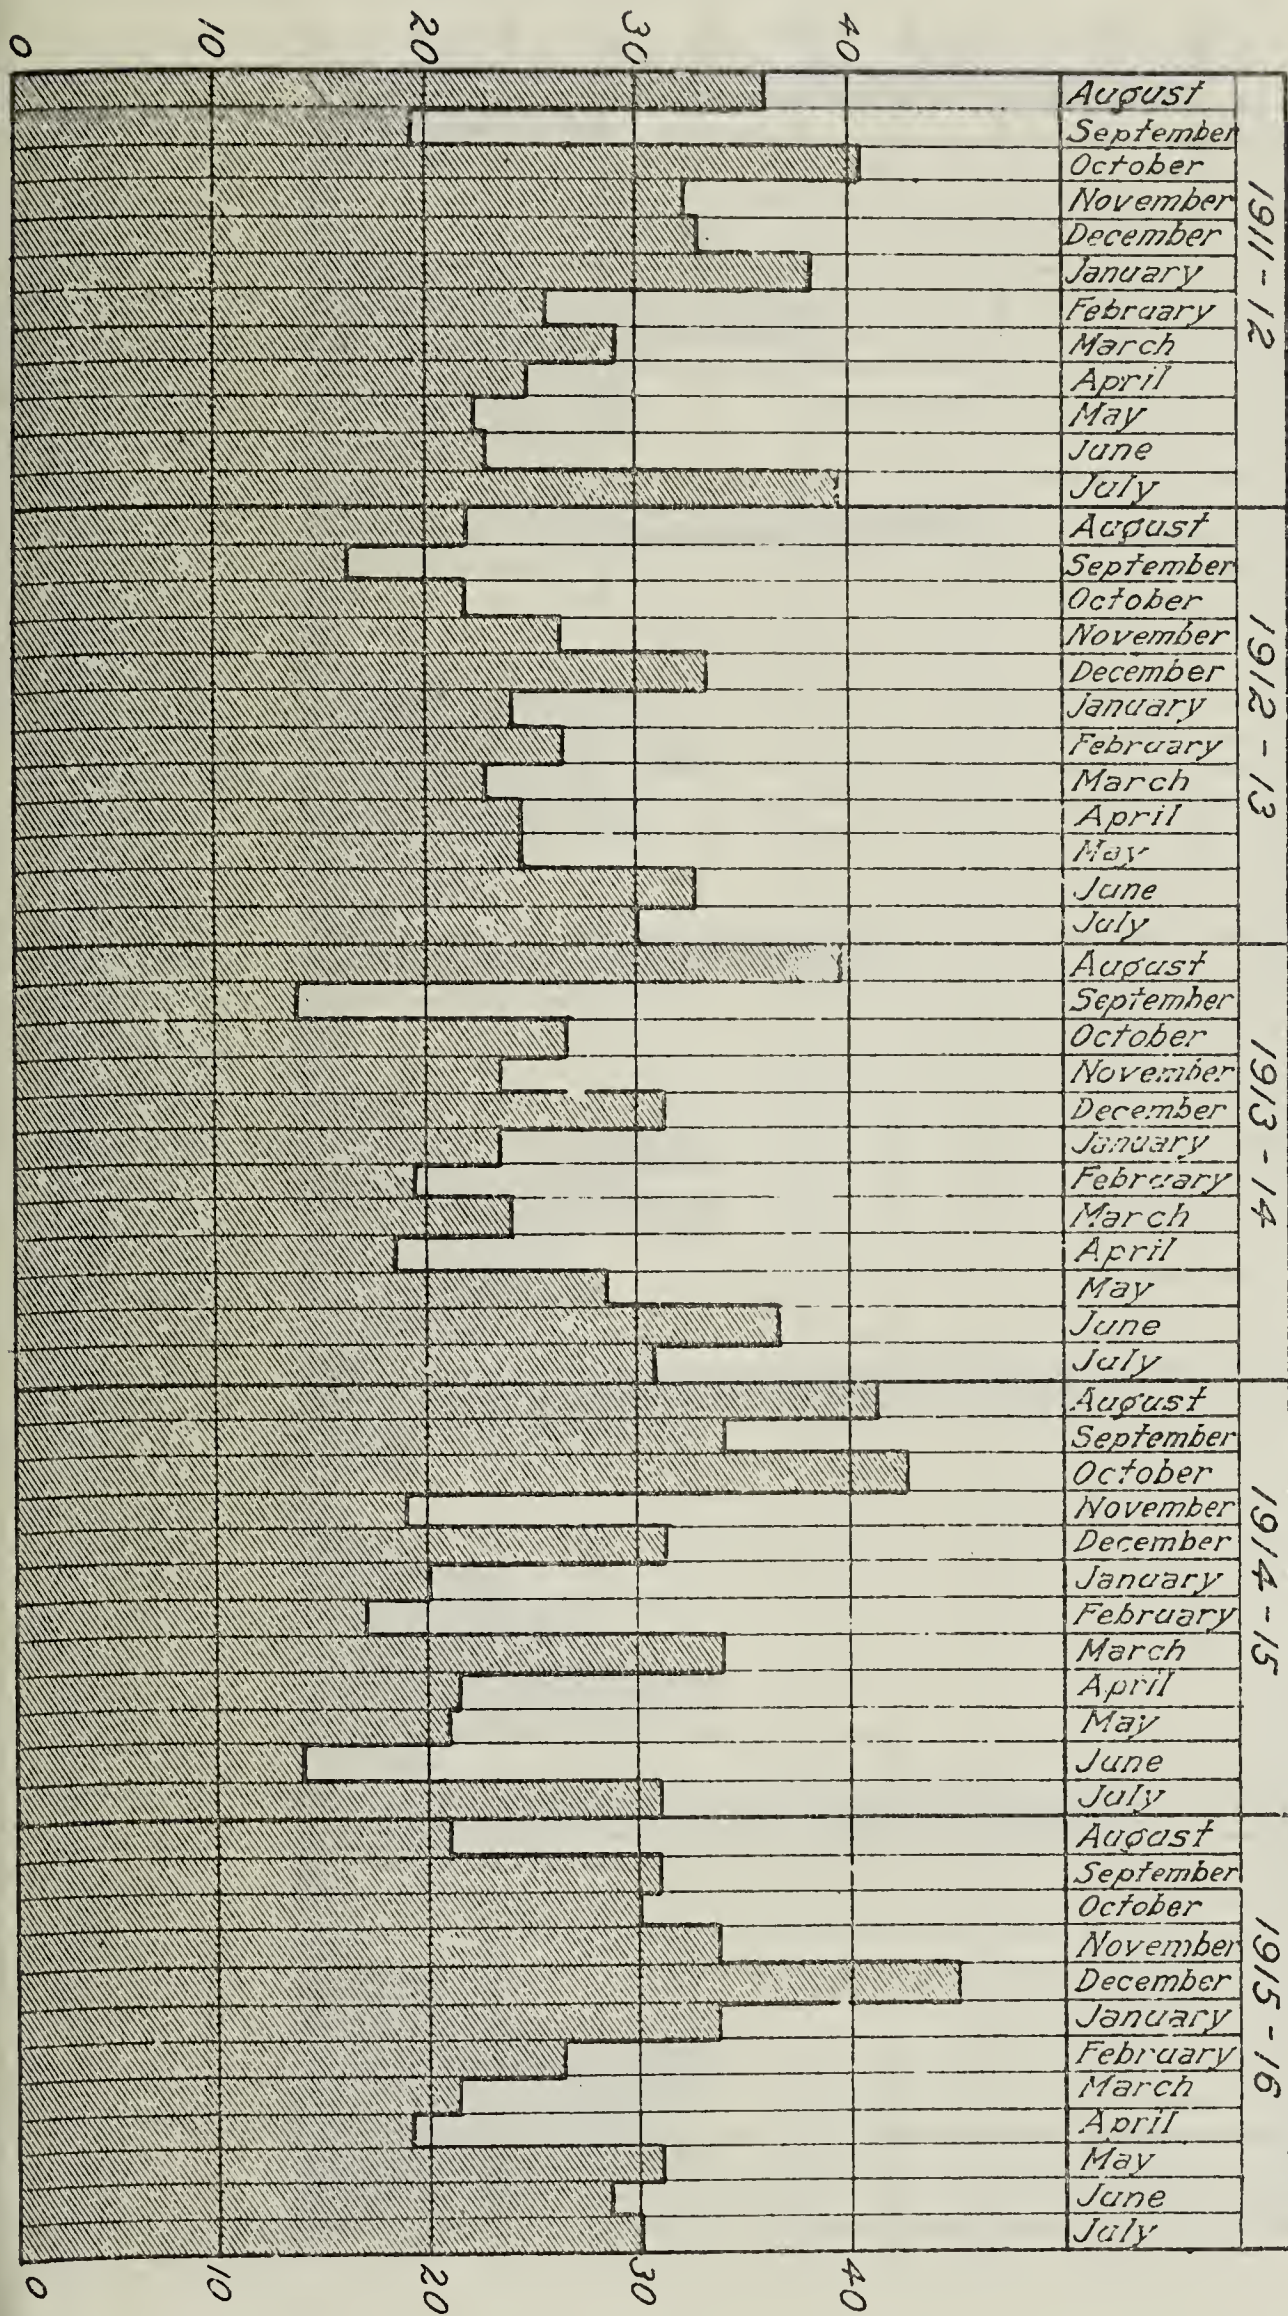 0 10 20 30 40
1911-12
August
September
October
November
December
January
February
March
April
May
June
July
1912-13
August
September
October
November
December
January
February
March
April
May
June
July
1913-14
August
September
October
November
December
January
February
March
April
May
June
July
1914-15
August
September
October
November
December
January
February
March
April
May
June
July
1915-16
August
September
October
November
December
January
February
March
April
May
June
July
0 10 20 30 40